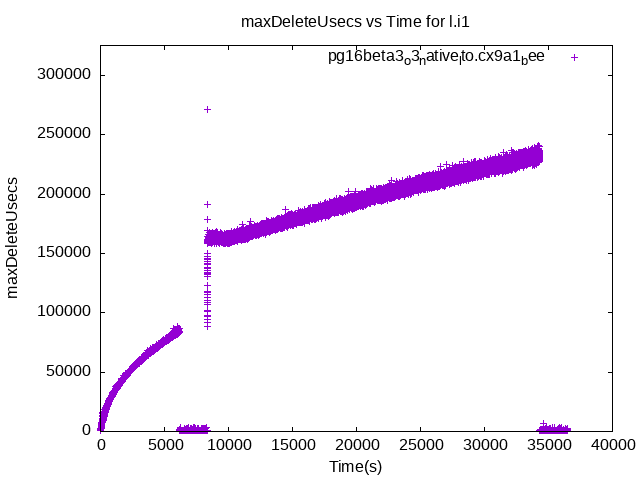 maxDeleteUsecs vs Time for l.i1
pg16beta3_o3_native_lto.cx9a1_bee
300000
250000
200000
150000
100000
50000
0
maxDeleteUsecs
0 5000 10000 15000 20000 25000 30000 35000 40000
Time(s)